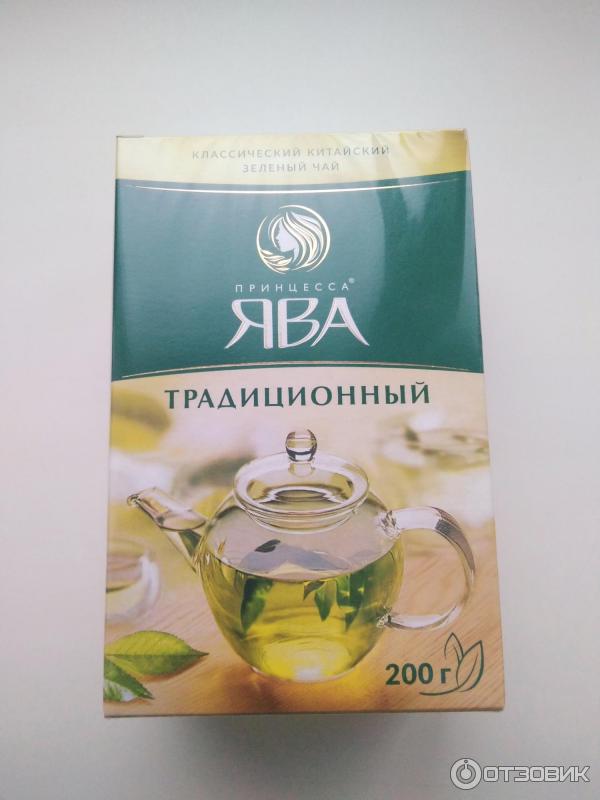 КЛАССИЧЕСКИЙ КИТАЙСКИЙ
ЗЕЛЕНЫЙ ЧАЙ
ПРИНЦЕССА®
ЯВА
ТРАДИЦИОННЫЙ
200 г
ОТЗОВИК